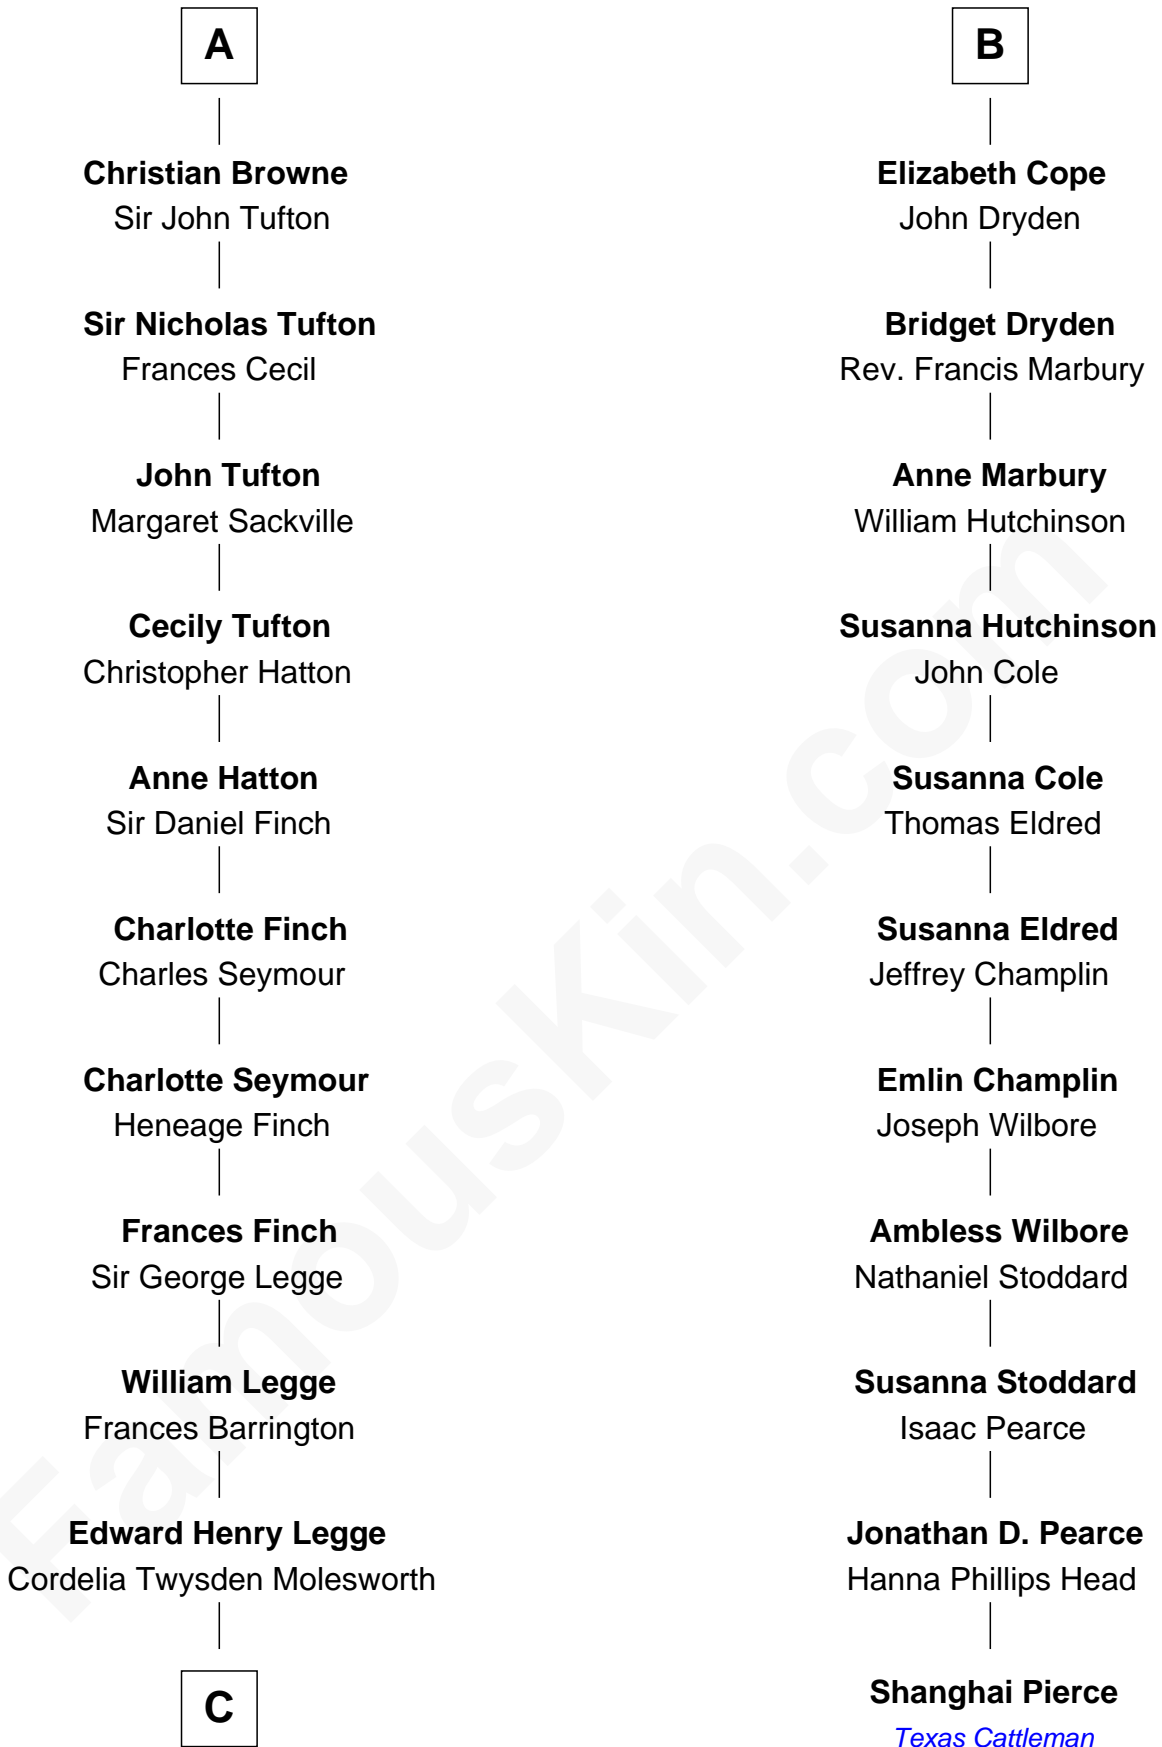 A
Christian Browne
Sir John Tufton
Sir Nicholas Tufton
Frances Cecil
John Tufton
Margaret Sackville
Cecily Tufton
Christopher Hatton
Anne Hatton
Sir Daniel Finch
Charlotte Finch
Charles Seymour
Charlotte Seymour
Heneage Finch
Frances Finch
Sir George Legge
William Legge
Frances Barrington
Edward Henry Legge
Cordelia Twysden Molesworth
C
B
Elizabeth Cope
John Dryden
Bridget Dryden
Rev. Francis Marbury
Anne Marbury
William Hutchinson
Susanna Hutchinson
John Cole
Susanna Cole
Thomas Eldred
Susanna Eldred
Jeffrey Champlin
Emlin Champlin
Joseph Wilbore
Ambless Wilbore
Nathaniel Stoddard
Susanna Stoddard
Isaac Pearce
Jonathan D. Pearce
Hanna Phillips Head
Shanghai Pierce
Texas Cattleman
FamousKin.com